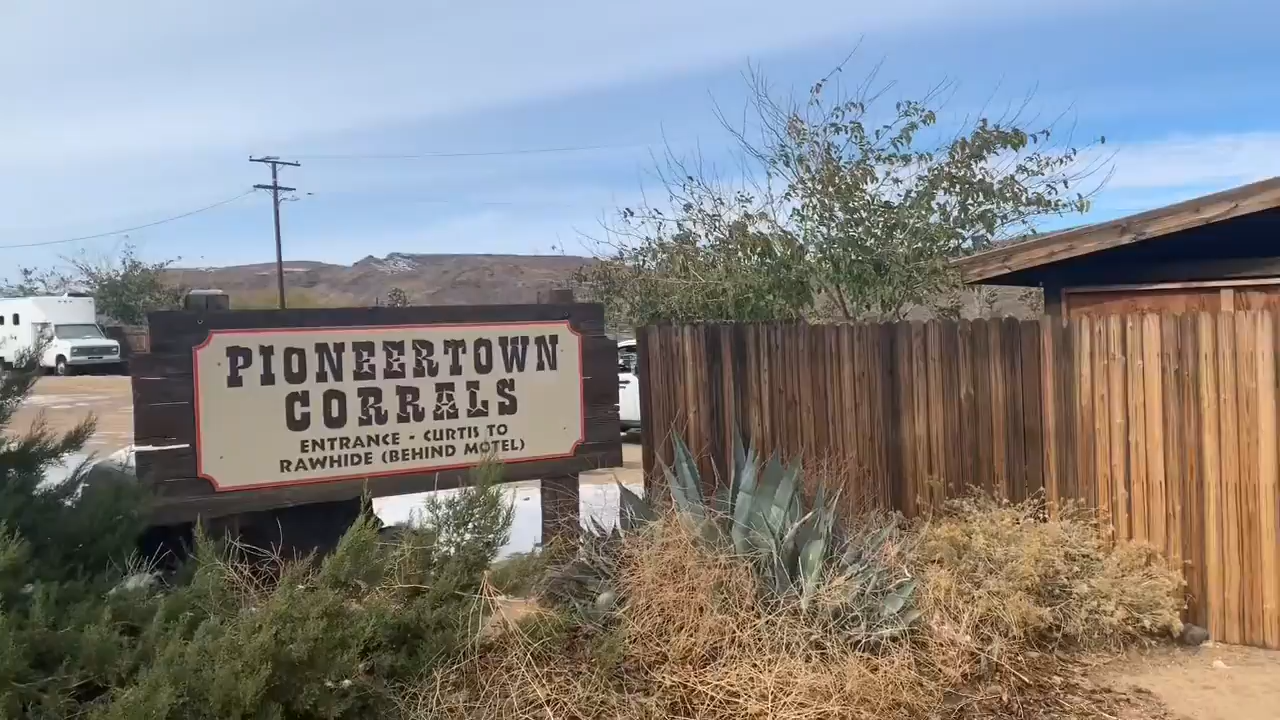 PIONEERTOWN
CORRALS
ENTRANCE - CURTIS TO
RAWHIDE (BEHIND MOTEL)